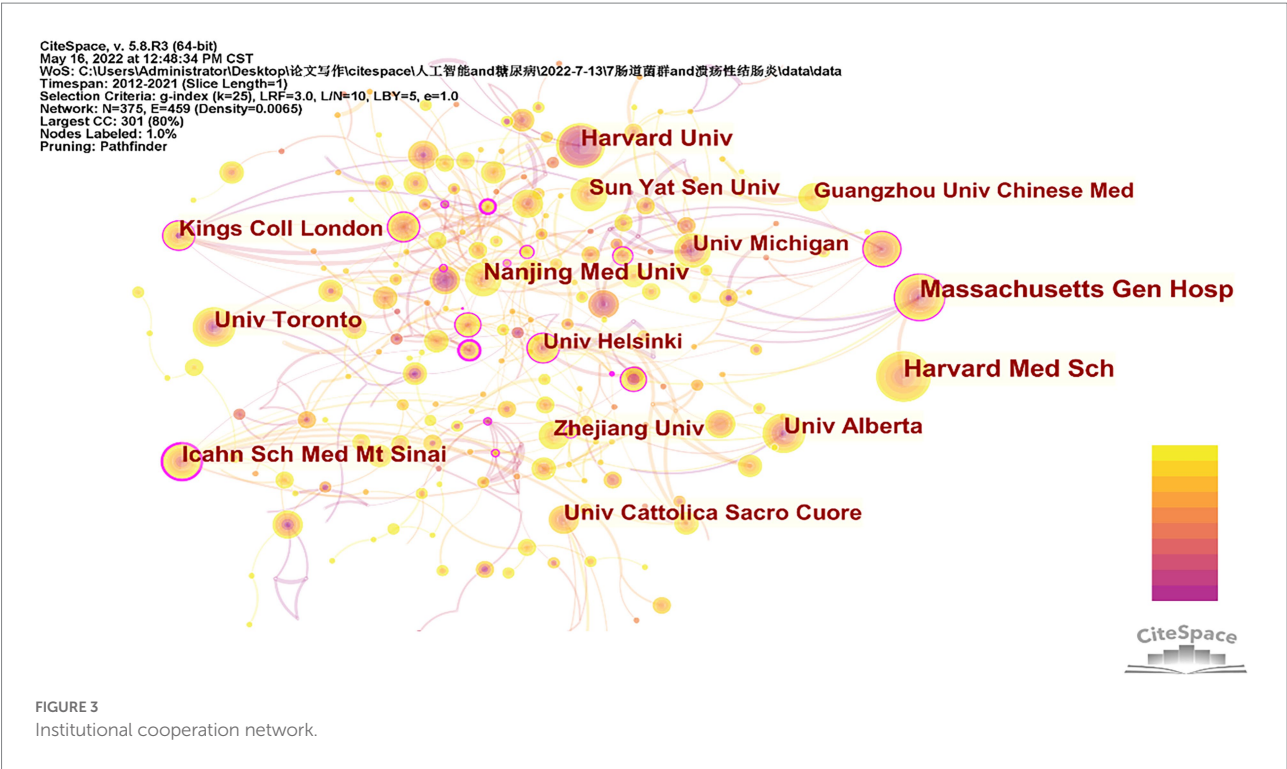 CiteSpace, v. 5.8.R3 (64-bit)
May 16, 2022 at 12:48:34 PM CST
WoS: C:\Users\Administrator\Desktop\论文写作\citespace\人工智能and糖尿病\2022-7-13\7肠道菌群and溃疡性结肠炎\data\data
Timespan: 2012-2021 (Slice Length=1)
Selection Criteria: g-index (k=25), LRF=3.0, L/N=10, LBY=5, e=1.0
Network: N=375, E=459 (Density=0.0065)
Largest CC: 301 (80%)
Nodes Labeled: 1.0%
Pruning: Pathfinder
Harvard Univ
Sun Yat Sen Univ
Guangzhou Univ Chinese Med
Kings Coll London
Univ Michigan
Nanjing Med Univ
Massachusetts Gen Hosp
Univ Toronto
Univ Helsinki
Harvard Med Sch
Zhejiang Univ
Univ Alberta
Icahn Sch Med Mt Sinai
Univ Cattolica Sacro Cuore
CiteSpace
FIGURE 3
Institutional cooperation network.